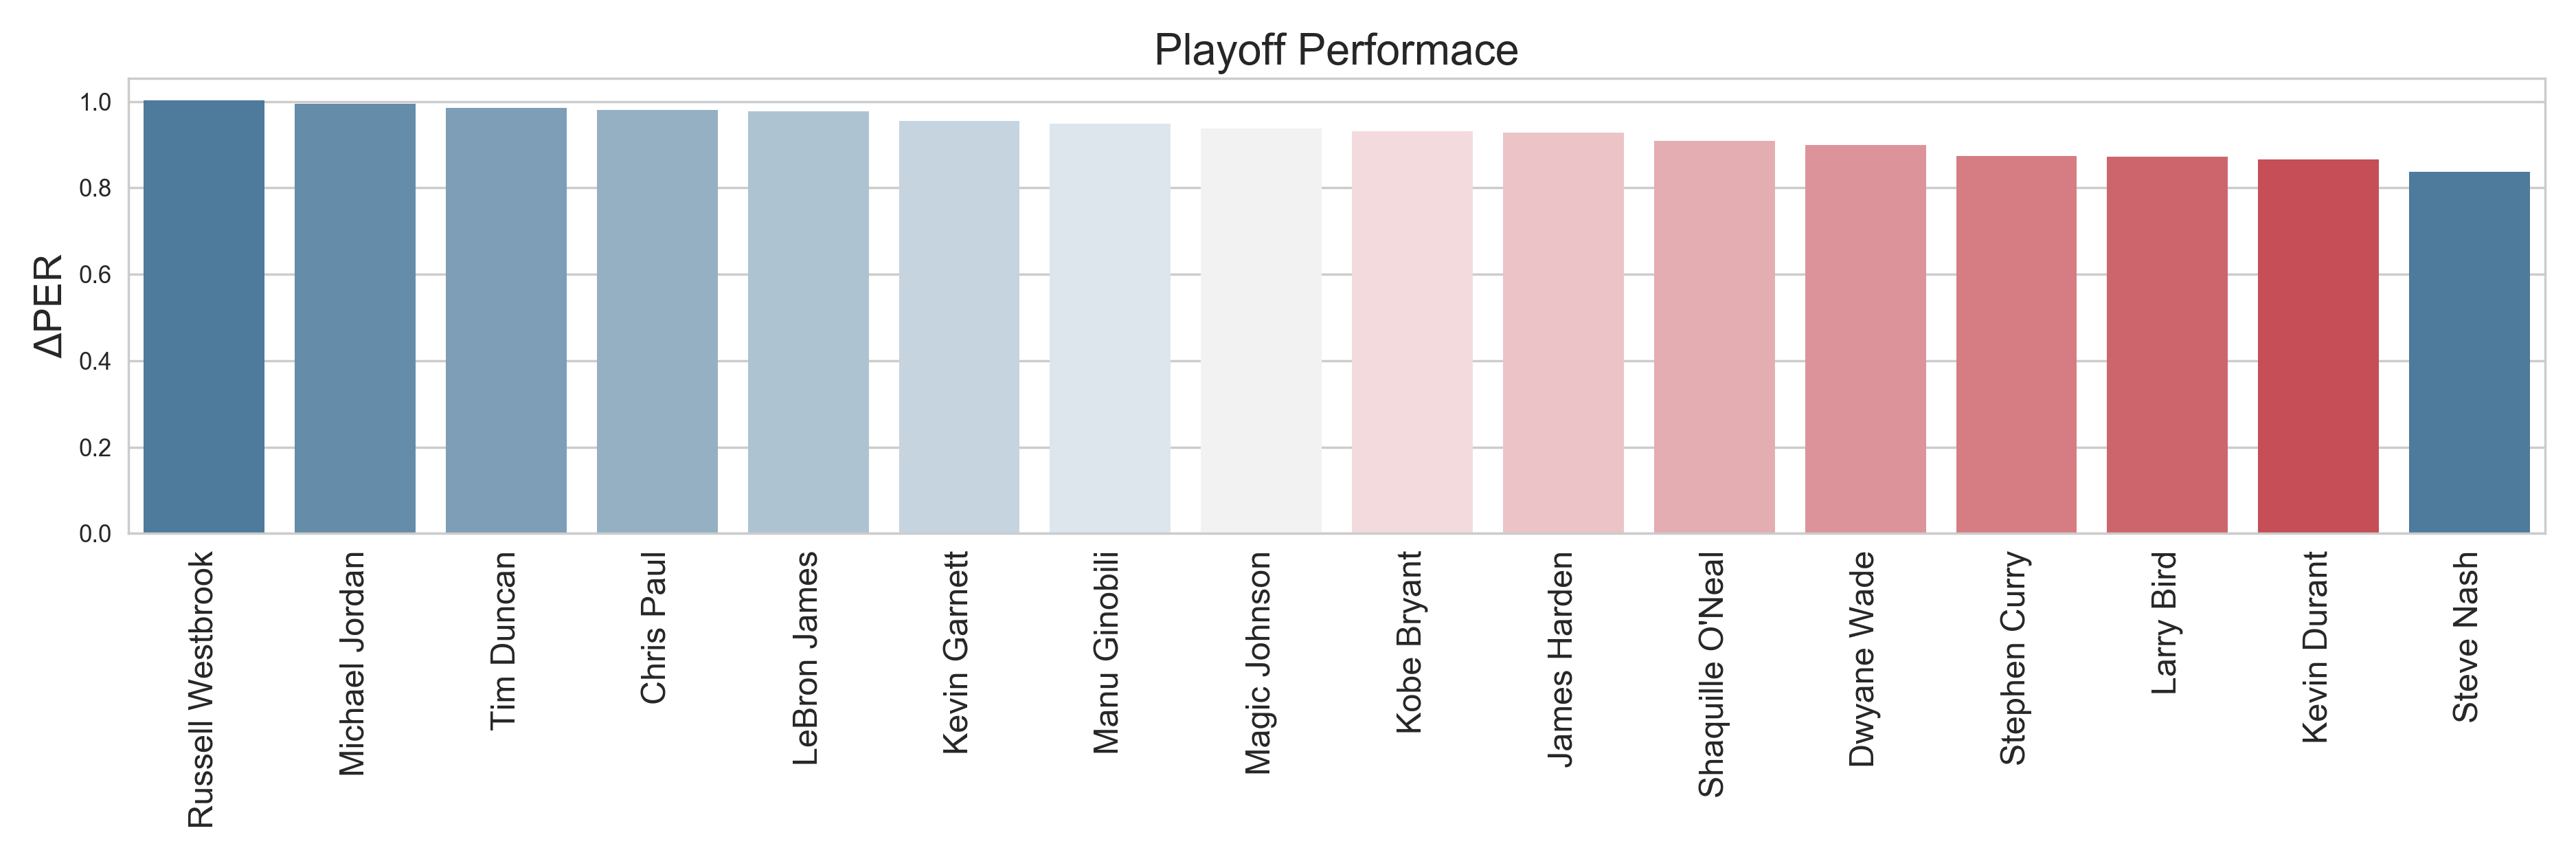 Playoff Performace
ΔPER
1.0
0.8
0.6
0.4
0.2
0.0
Russell Westbrook
Michael Jordan
Tim Duncan
Chris Paul
LeBron James
Kevin Garnett
Manu Ginobili
Magic Johnson
Kobe Bryant
James Harden
Shaquille O'Neal
Dwyane Wade
Stephen Curry
Larry Bird
Kevin Durant
Steve Nash